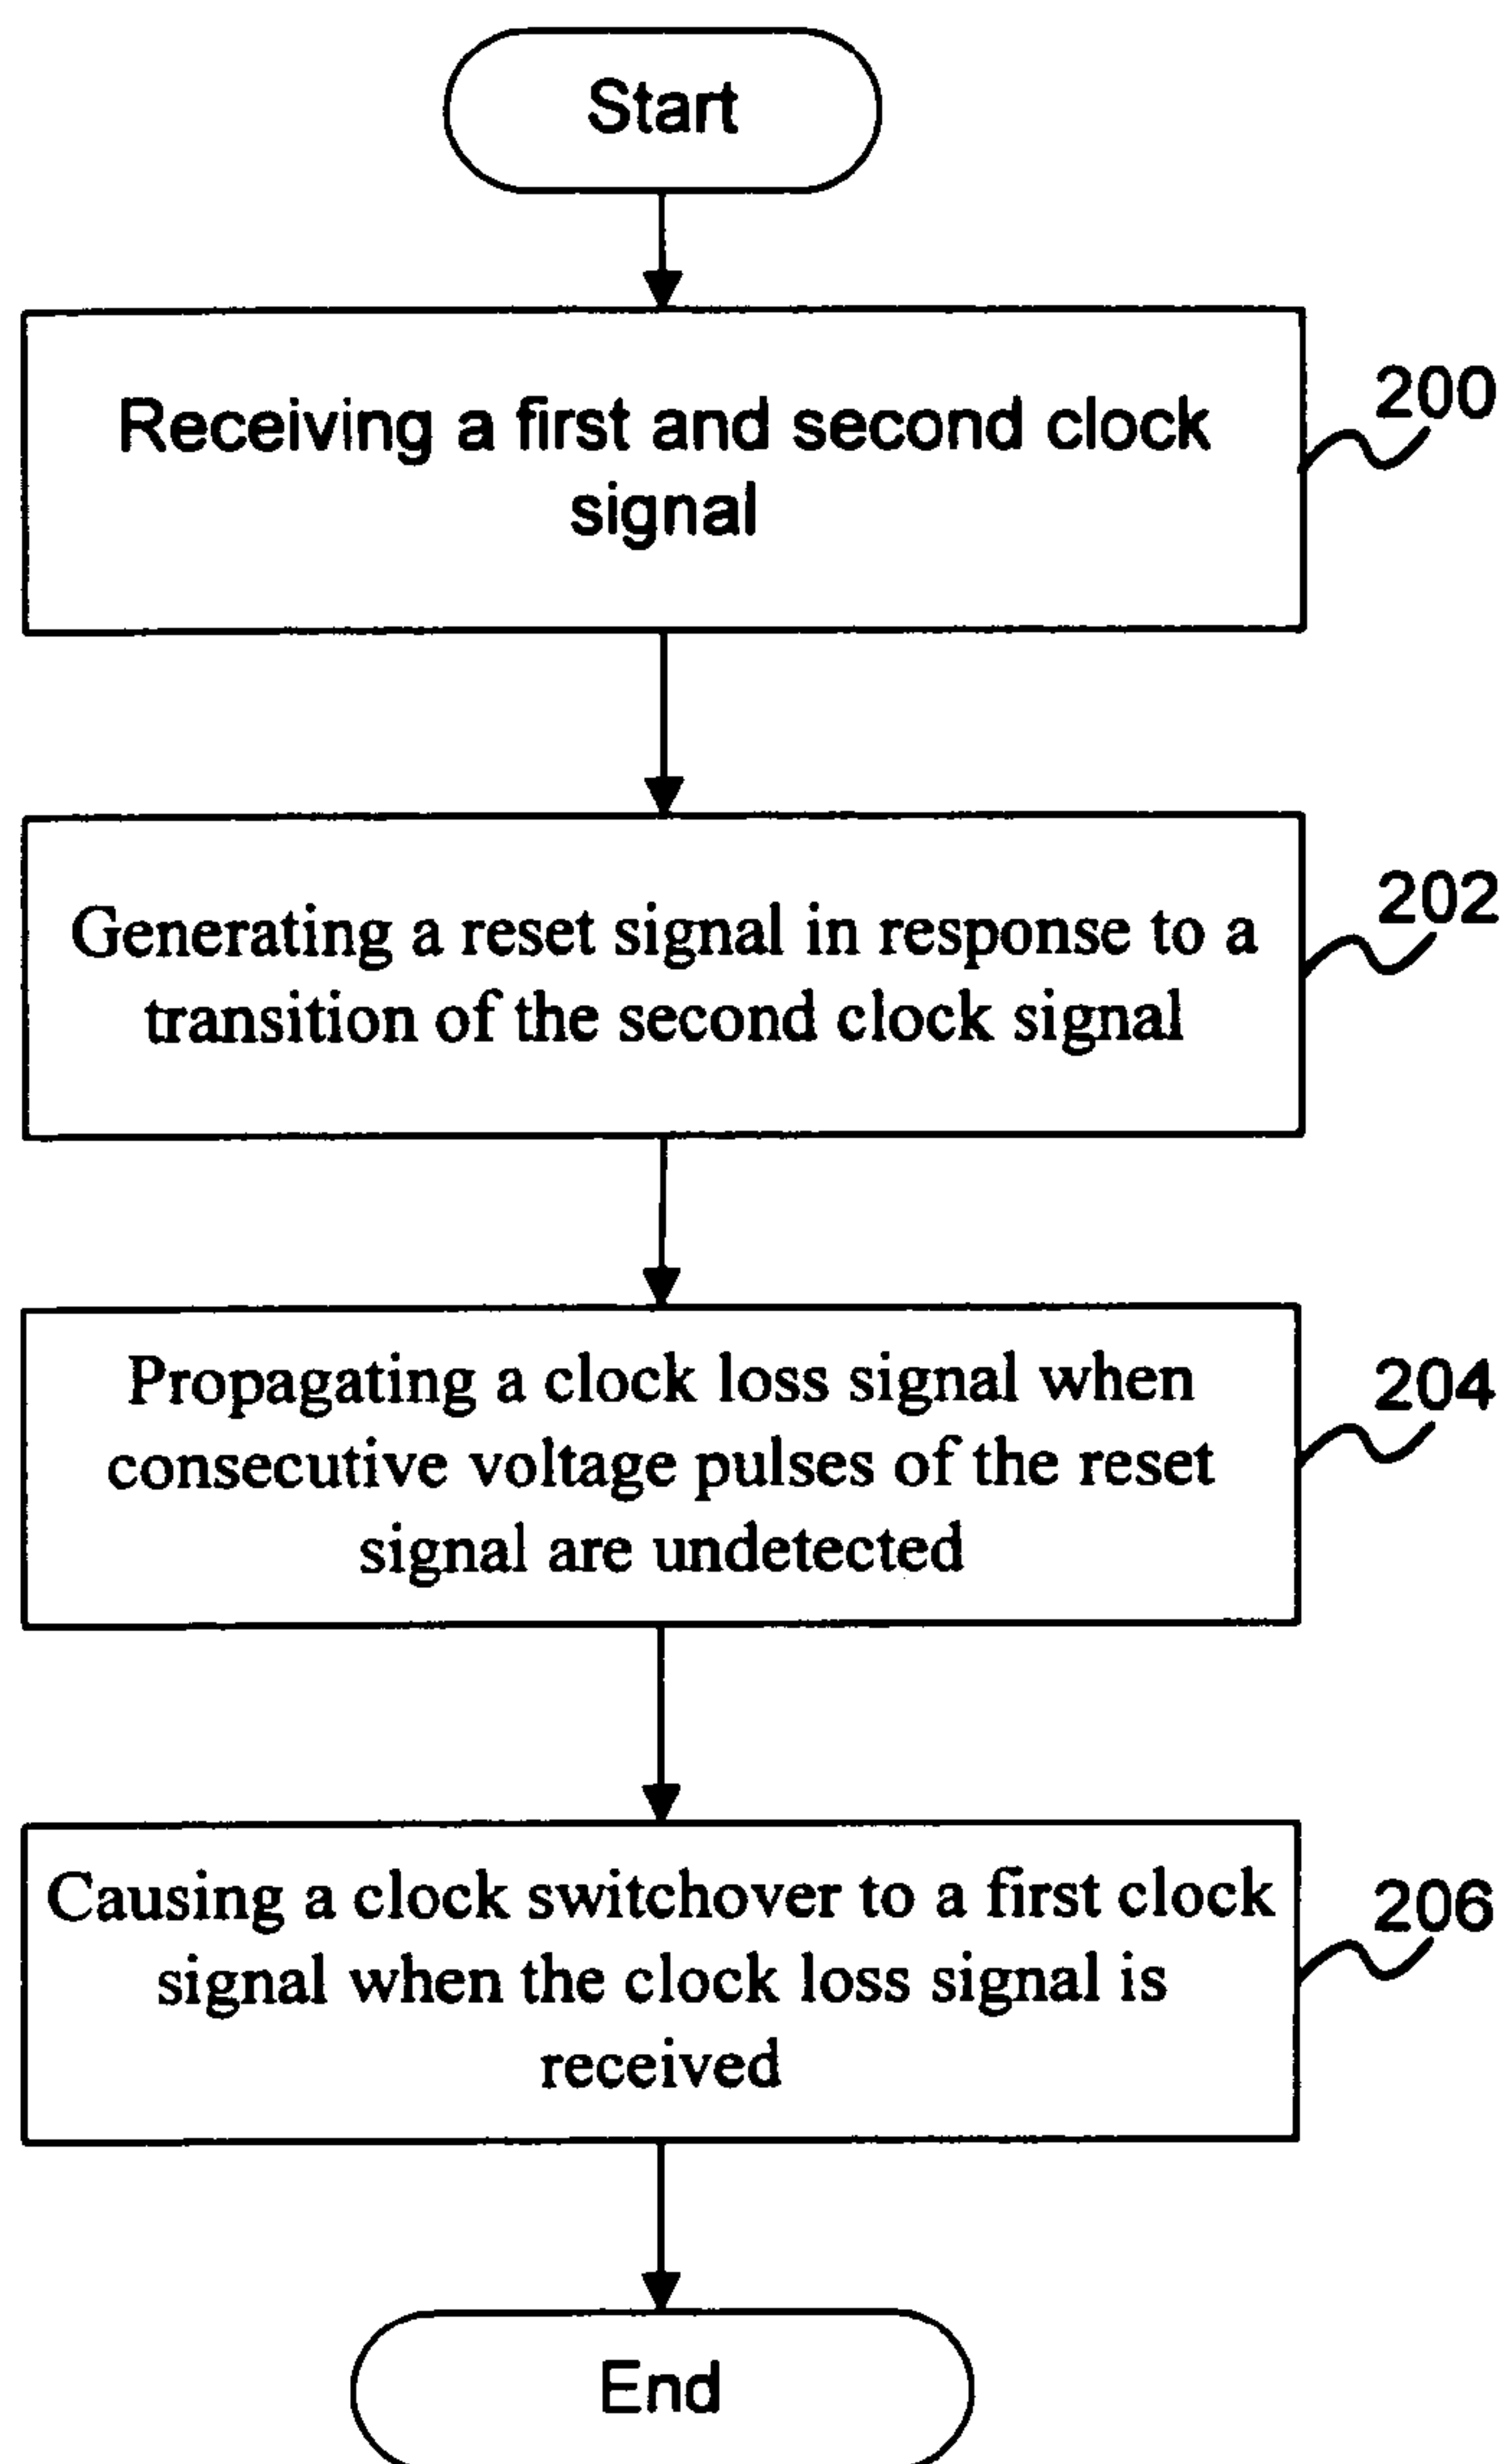 Start
Receiving a first and second clock
signal
200
Generating a reset signal in response to a
transition of the second clock signal
202
Propagating a clock loss signal when
consecutive voltage pulses of the reset
signal are undetected
204
Causing a clock switchover to a first clock
signal when the clock loss signal is
received
206
End